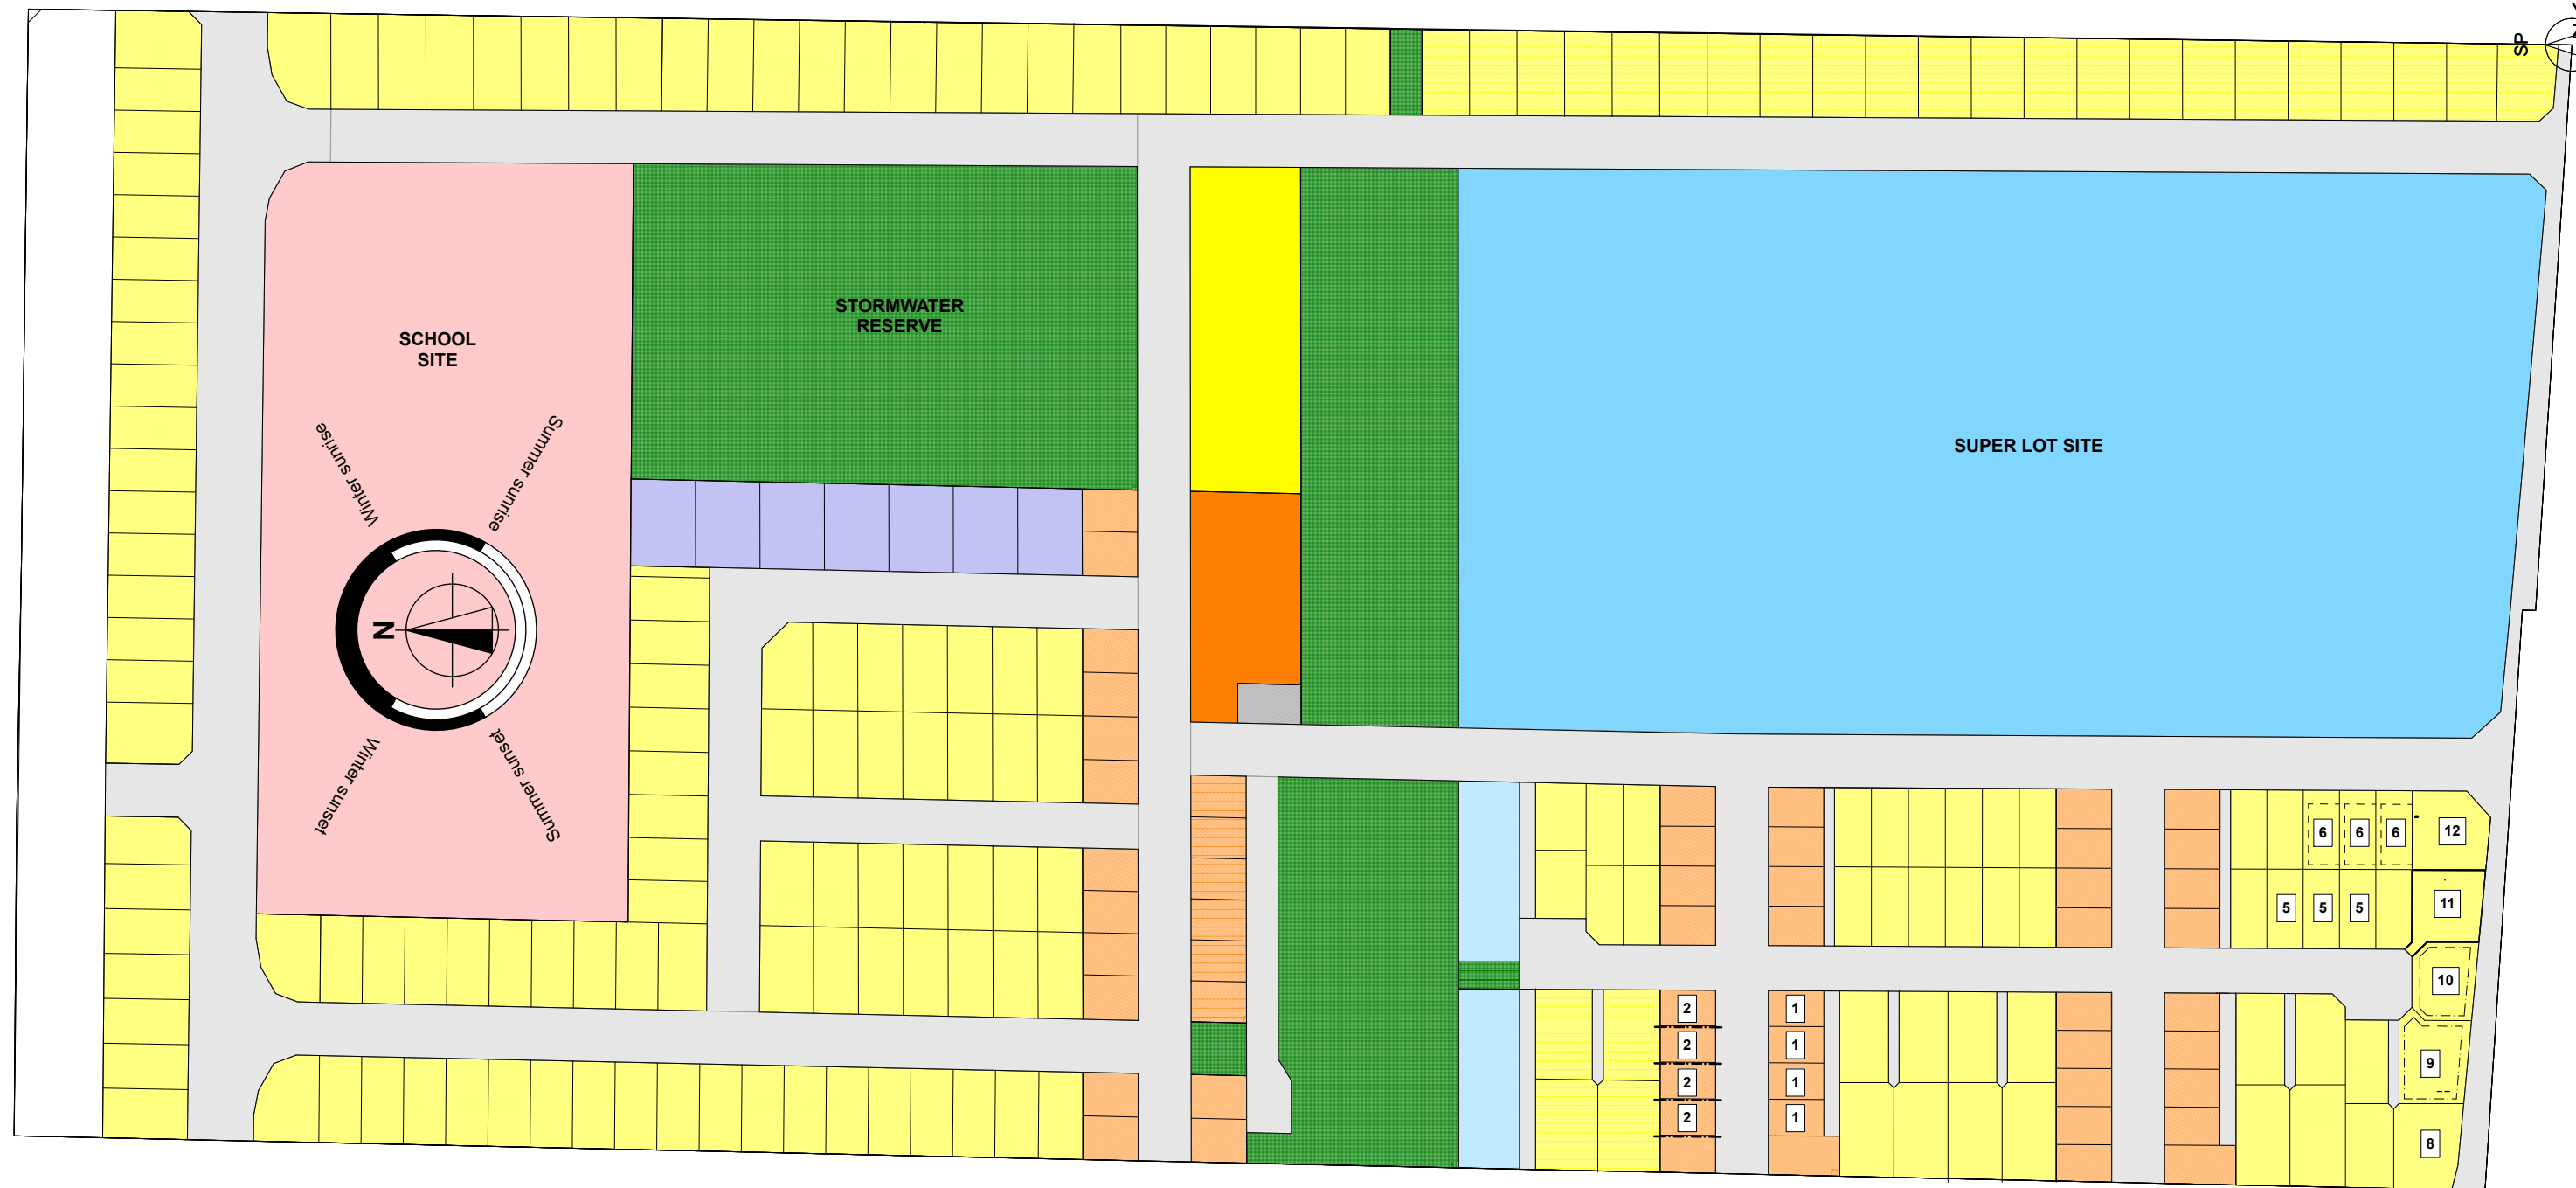 SP
STORMWATER
RESERVE
SCHOOL
SITE
SUPER LOT SITE
Winter sunrise
Summer sunrise
N
Winter sunset
Summer sunset
6 6 6 12
5 5 5 11
10
2 1
2 1
9
2 1
2 1
8